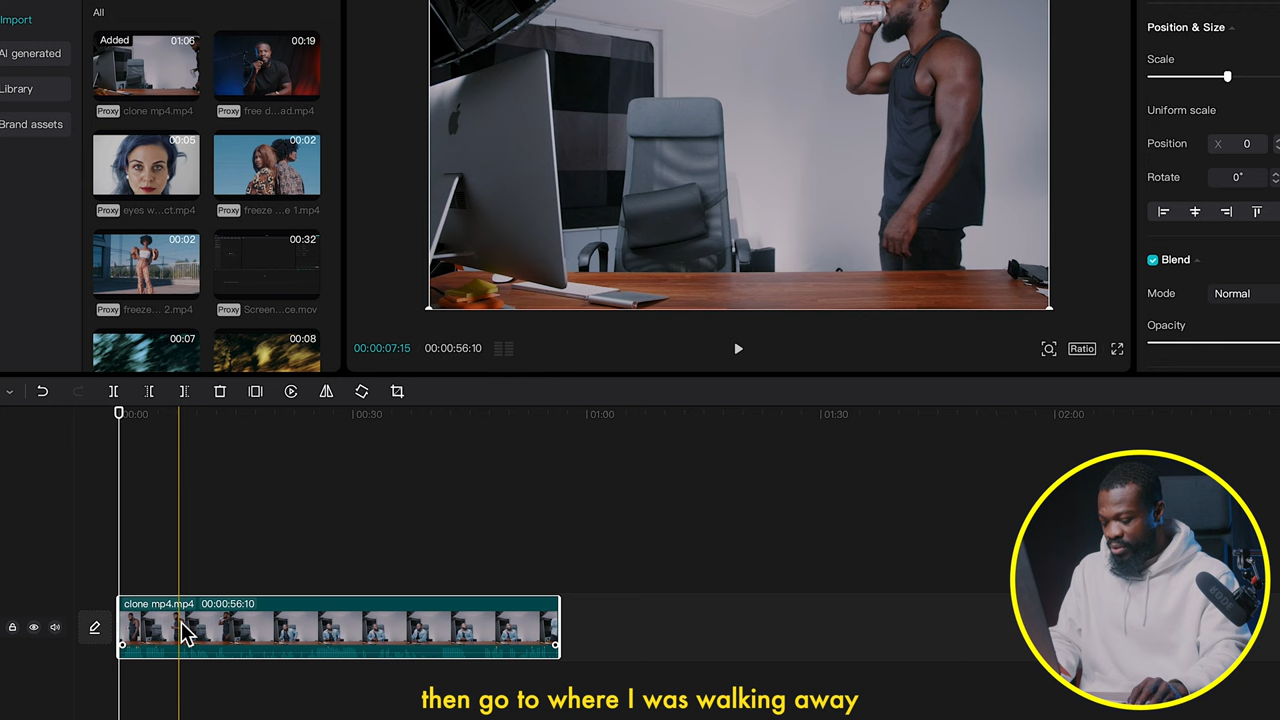 Import
AI generated
Library
Brand assets
All
Added 01:06
00:19
Proxy clone mp4.mp4
Proxy free d...ad.mp4
00:05
00:02
Proxy eyes w...ct.mp4
Proxy freeze ...e 1.mp4
00:02
00:32
Proxy freeze... 2.mp4
Proxy Screen...ce.mov
00:07
00:08
00:00:07:15 00:00:56:10
Ratio
Position & Size
Scale
Uniform scale
Position X 0
Rotate 0°
Blend
Mode Normal
Opacity
00:00 00:30 01:00 01:30 02:00
clone mp4.mp4 00:00:56:10
RODE
then go to where I was walking away